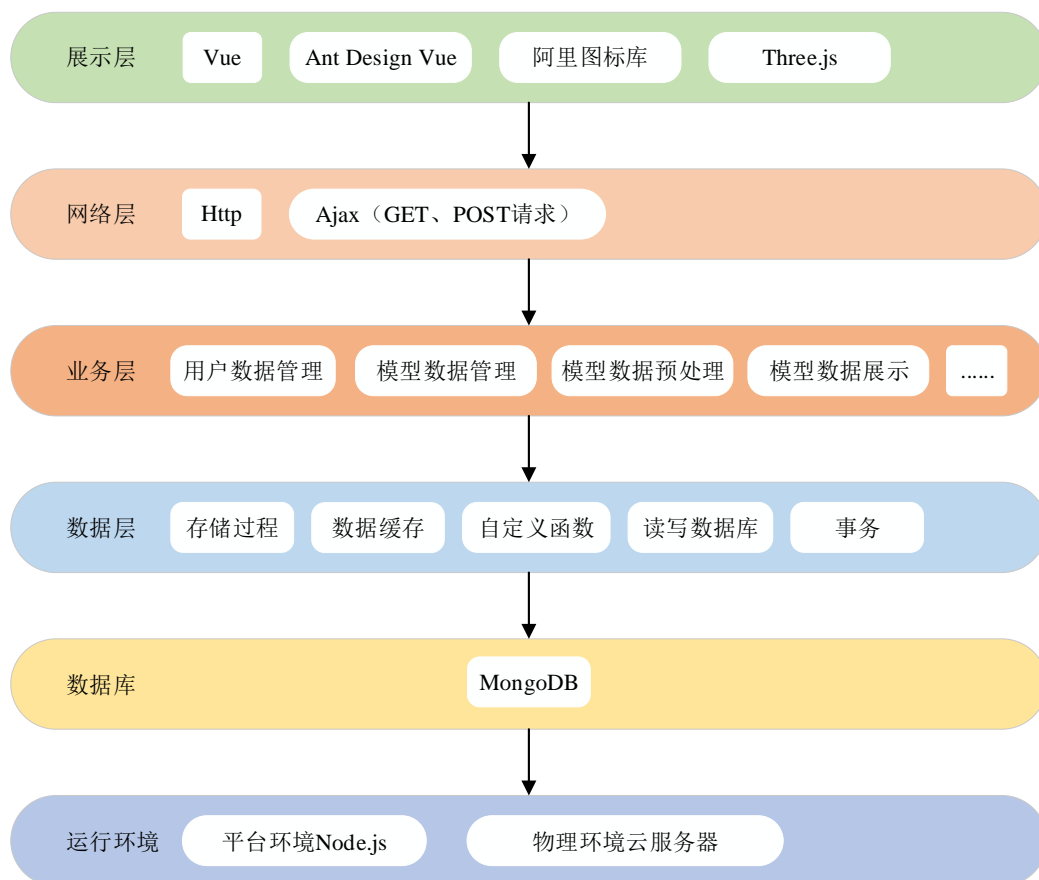 展示层 Vue Ant Design Vue 阿里图标库 Three.js
网络层 Http Ajax（GET、POST请求）
业务层 用户数据管理 模型数据管理 模型数据预处理 模型数据展示 ......
数据层 存储过程 数据缓存 自定义函数 读写数据库 事务
数据库 MongoDB
运行环境 平台环境Node.js 物理环境云服务器